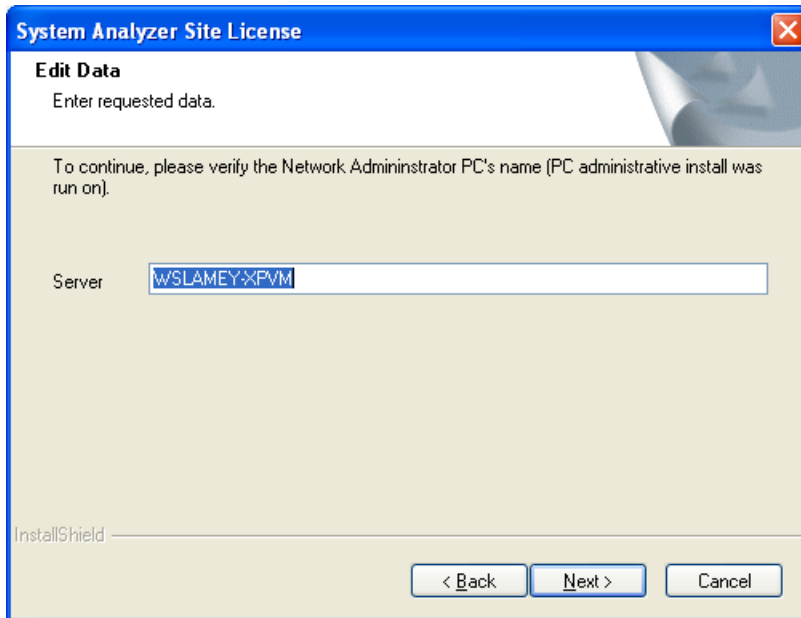 System Analyzer Site License
Edit Data
Enter requested data.
To continue, please verify the Network Admininstrator PC's name (PC administrative install was
run on).
Server WSLAMEY-XPVM
InstallShield
< Back Next > Cancel